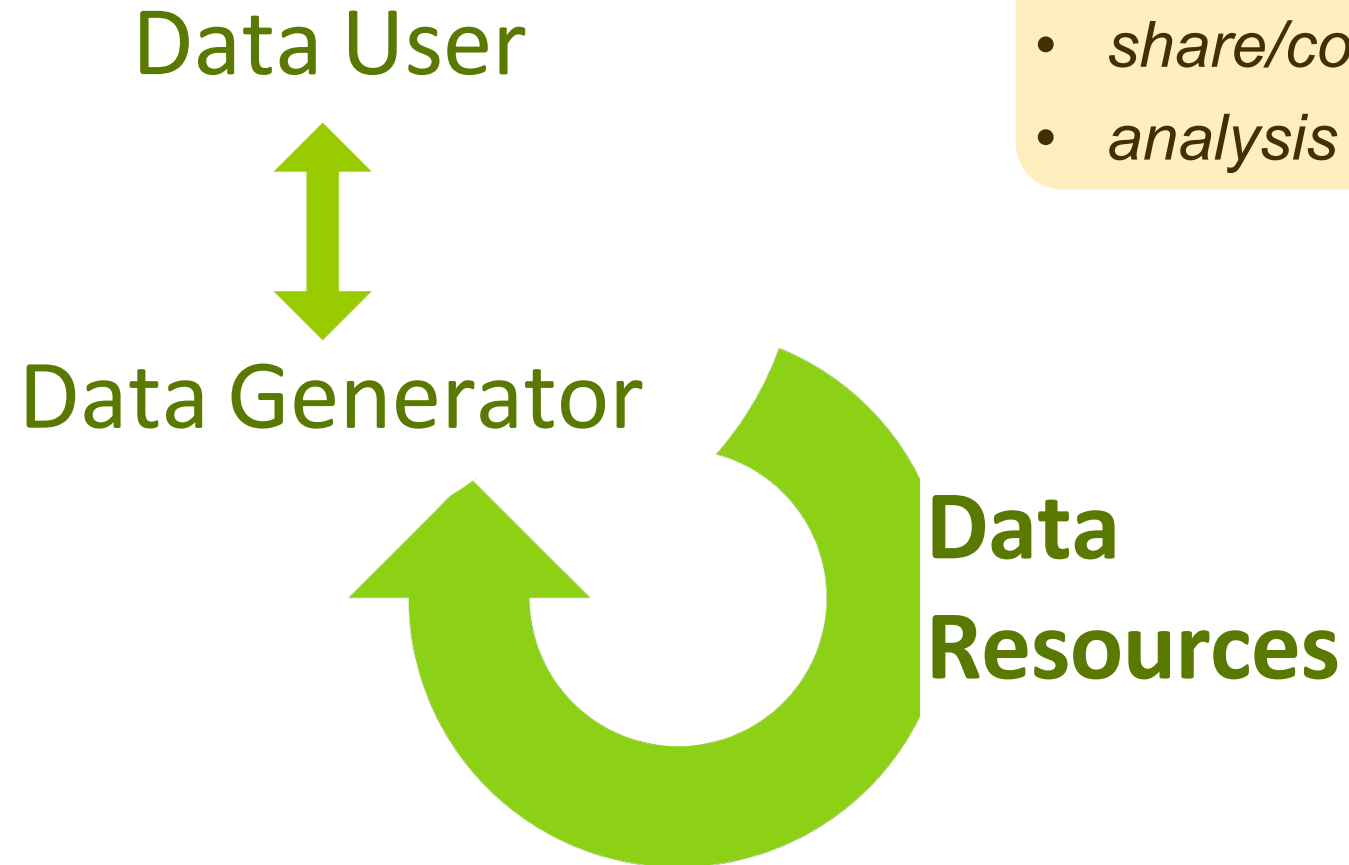 Data User
• share/co
• analysis
Data Generator
Data
Resources